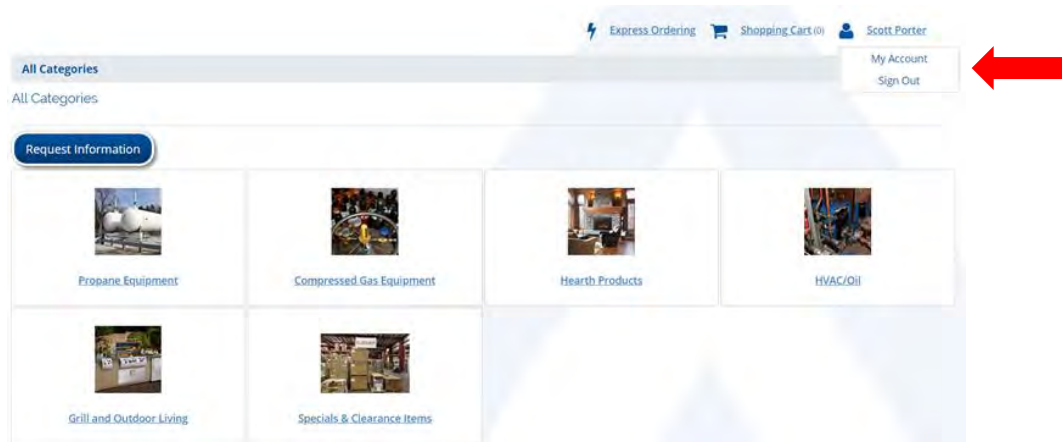 Express Ordering Shopping Cart (0) Scott Porter
My Account
Sign Out
All Categories
All Categories
Request Information
Propane Equipment Compressed Gas Equipment Hearth Products HVAC/Oil
Grill and Outdoor Living Specials & Clearance Items